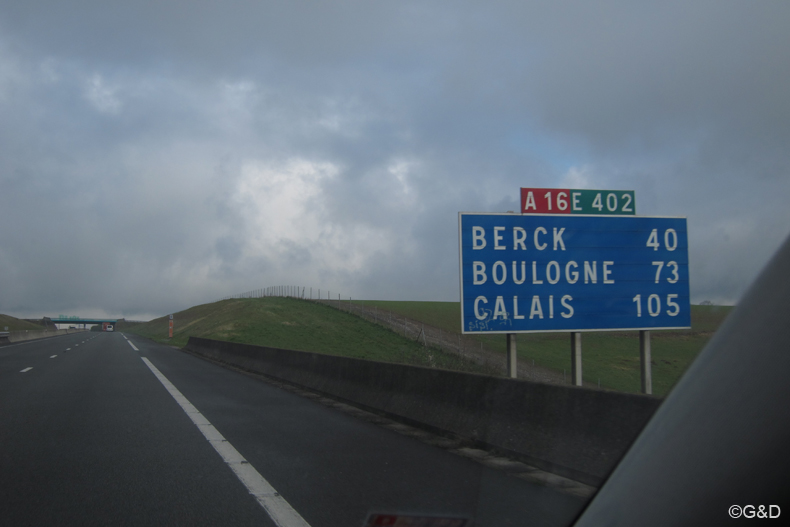 A 16 E 402
BERCK 40
BOULOGNE 73
CALAIS 105
©G&D